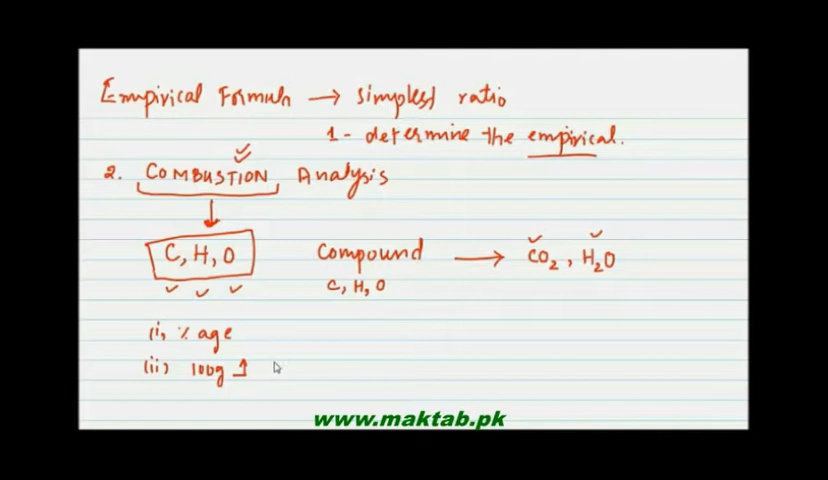 Empirical Formula → simplest ratio
1- determine the empirical.
2. COMBUSTION Analysis
C, H, O Compound → CO₂, H₂O
C, H, O
(i, % age
(ii) 100g
www.maktab.pk